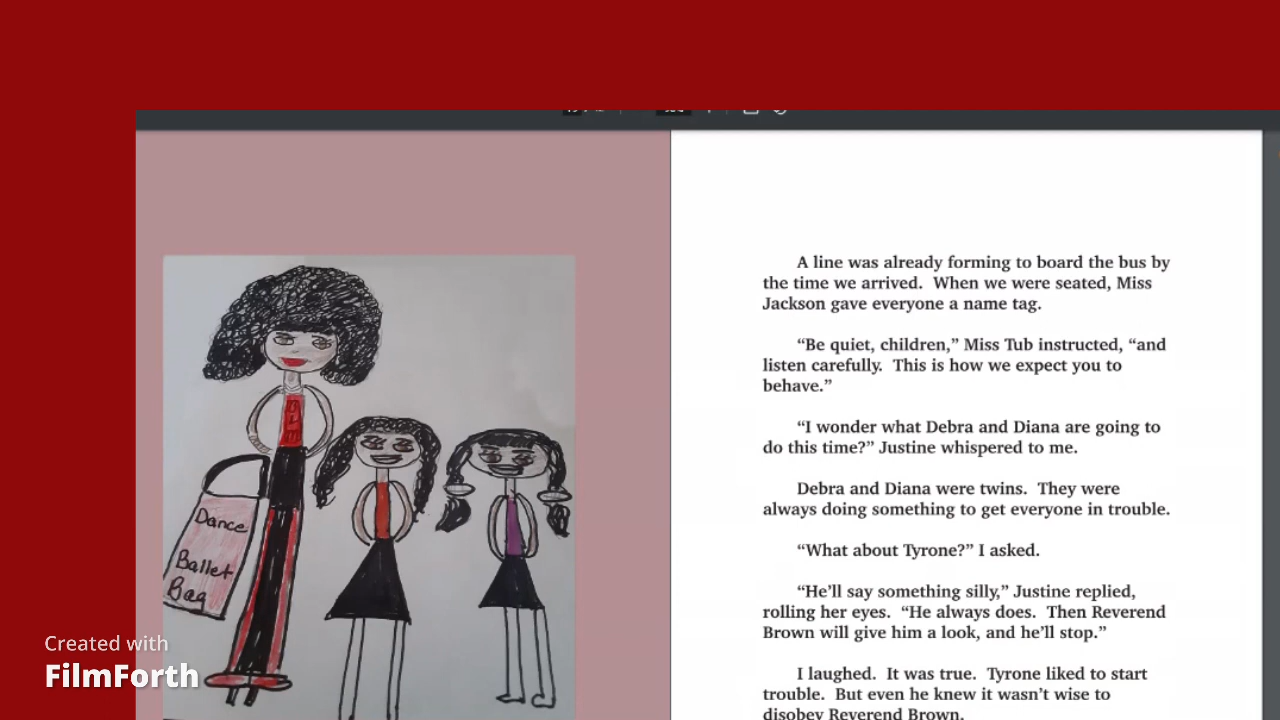 Dance
Ballet
Bag
A line was already forming to board the bus by
the time we arrived.  When we were seated, Miss
Jackson gave everyone a name tag.
“Be quiet, children,” Miss Tub instructed, “and
listen carefully.  This is how we expect you to
behave.”
“I wonder what Debra and Diana are going to
do this time?” Justine whispered to me.
Debra and Diana were twins.  They were
always doing something to get everyone in trouble.
“What about Tyrone?” I asked.
“He’ll say something silly,” Justine replied,
rolling her eyes.  “He always does.  Then Reverend
Brown will give him a look, and he’ll stop.”
I laughed.  It was true.  Tyrone liked to start
trouble.  But even he knew it wasn’t wise to
disobey Reverend Brown.
Created with
FilmForth